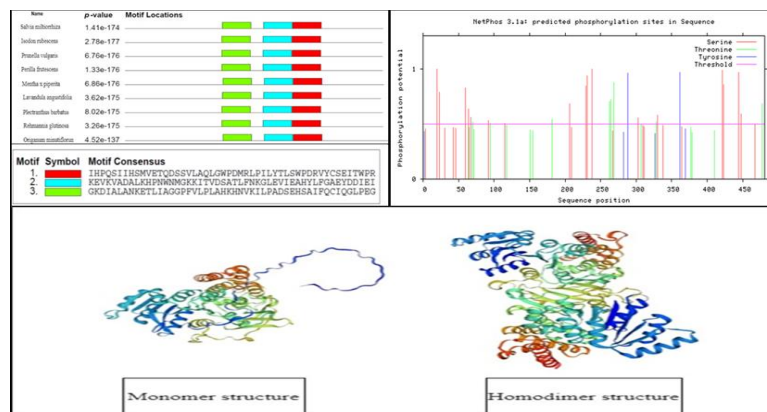 Name p-value Motif Locations
Salvia miltiorrhiza 1.41e-174
Isodon rubescens 2.78e-177
Prunella vulgaris 6.76e-176
Perilla frutescens 1.33e-176
Mentha x piperita 6.86e-176
Lavandula angustifolia 3.62e-175
Plectranthus barbatus 8.02e-175
Rehmannia glutinosa 3.26e-175
Origanum minutiflorum 4.52e-137
Motif Symbol Motif Consensus
1. IHPQSIIHSMVETQDSSVLAQLGWPDMRLPILYTLSWPDRVYCSEITWPR
2. KEVKVADALKHPNWNMGKKITVDSATLFNKGLEVIEAHYLFGAEYDDIEI
3. GKDIALANKETLIAGGPFVLPLAHKHNVKILPADSEHSAIFQCIQGLPEG
NetPhos 3.1a: predicted phosphorylation sites in Sequence
Serine
Threonine
Tyrosine
Threshold
Phosphorylation potential
1
0
0 50 100 150 200 250 300 350 400 450
Sequence position
Monomer structure
Homodimer structure